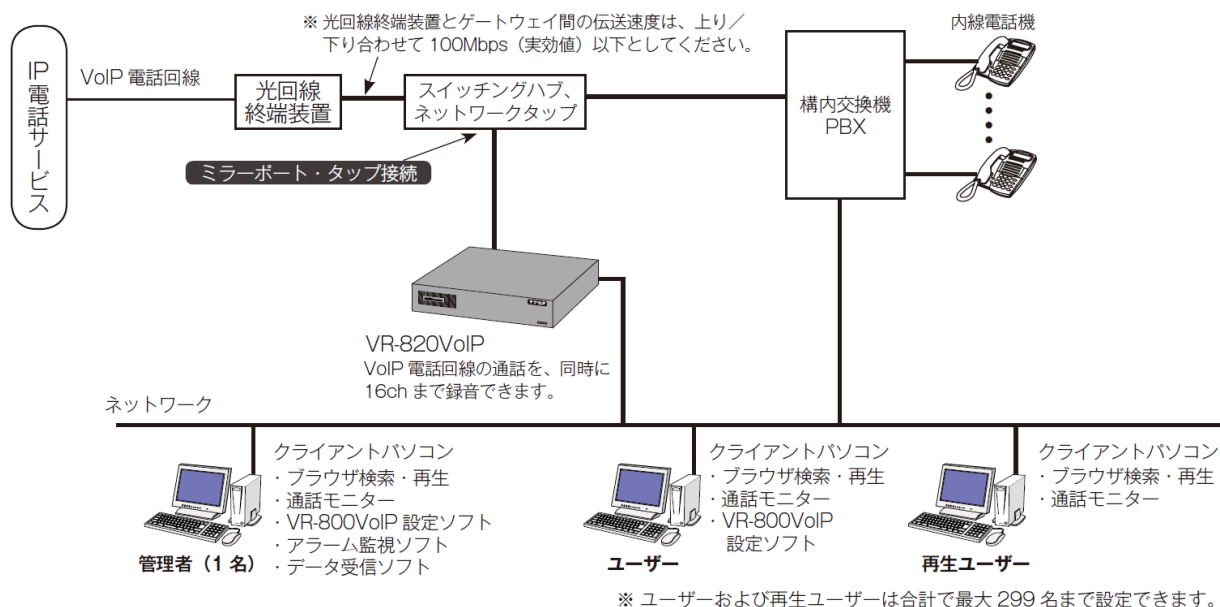 ※ 光回線終端装置とゲートウェイ間の伝送速度は、上り／
下り合わせて 100Mbps（実効値）以下としてください。
内線電話機
IP電話サービス
VoIP 電話回線
光回線
終端装置
スイッチングハブ、
ネットワークタップ
構内交換機
PBX
ミラーポート・タップ接続
VR-820VoIP
VoIP 電話回線の通話を、同時に
16ch まで録音できます。
ネットワーク
クライアントパソコン
・ブラウザ検索・再生
・通話モニター
・VR-800VoIP 設定ソフト
・アラーム監視ソフト
・データ受信ソフト
管理者（1 名）
クライアントパソコン
・ブラウザ検索・再生
・通話モニター
・VR-800VoIP
設定ソフト
ユーザー
クライアントパソコン
・ブラウザ検索・再生
・通話モニター
再生ユーザー
※ ユーザーおよび再生ユーザーは合計で最大 299 名まで設定できます。